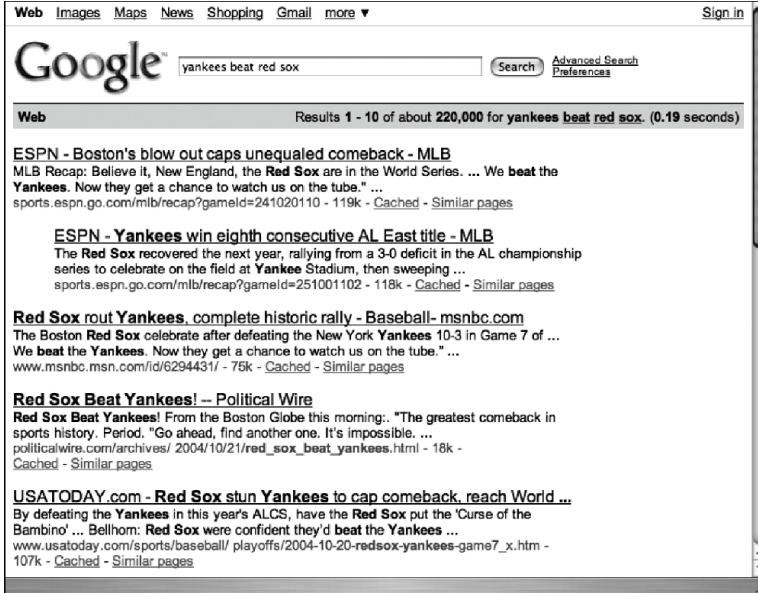 Web Images Maps News Shopping Gmail more ▼ Sign in
Google™ yankees beat red sox Search Advanced Search
Preferences
Web Results 1 - 10 of about 220,000 for yankees beat red sox. (0.19 seconds)
ESPN - Boston's blow out caps unequaled comeback - MLB
MLB Recap: Believe it, New England, the Red Sox are in the World Series. ... We beat the
Yankees. Now they get a chance to watch us on the tube." ...
sports.espn.go.com/mlb/recap?gameId=241020110 - 119k - Cached - Similar pages
ESPN - Yankees win eighth consecutive AL East title - MLB
The Red Sox recovered the next year, rallying from a 3-0 deficit in the AL championship
series to celebrate on the field at Yankee Stadium, then sweeping ...
sports.espn.go.com/mlb/recap?gameId=251001102 - 118k - Cached - Similar pages
Red Sox rout Yankees, complete historic rally - Baseball- msnbc.com
The Boston Red Sox celebrate after defeating the New York Yankees 10-3 in Game 7 of ...
We beat the Yankees. Now they get a chance to watch us on the tube." ...
www.msnbc.msn.com/id/6294431/ - 75k - Cached - Similar pages
Red Sox Beat Yankees! -- Political Wire
Red Sox Beat Yankees! From the Boston Globe this morning:. "The greatest comeback in
sports history. Period. "Go ahead, find another one. It's impossible. ...
politicalwire.com/archives/ 2004/10/21/red_sox_beat_yankees.html - 18k -
Cached - Similar pages
USATODAY.com - Red Sox stun Yankees to cap comeback, reach World ...
By defeating the Yankees in this year's ALCS, have the Red Sox put the 'Curse of the
Bambino' ... Bellhorn: Red Sox were confident they'd beat the Yankees ...
www.usatoday.com/sports/baseball/ playoffs/2004-10-20-redsox-yankees-game7_x.htm -
107k - Cached - Similar pages